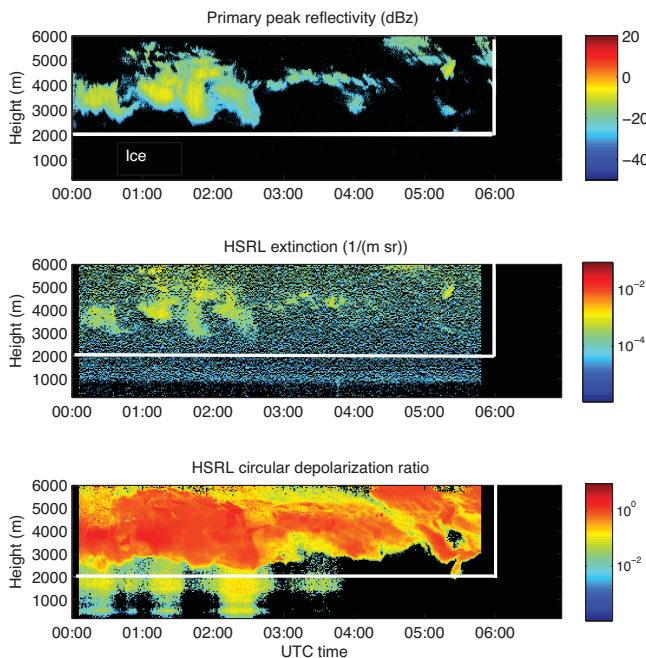 Primary peak reflectivity (dBz)
6000
5000
4000
3000
2000
1000
Height (m)
Ice
00:00 01:00 02:00 03:00 04:00 05:00 06:00
20
0
−20
−40
HSRL extinction (1/(m sr))
6000
5000
4000
3000
2000
1000
Height (m)
00:00 01:00 02:00 03:00 04:00 05:00 06:00
10⁻²
10⁻⁴
HSRL circular depolarization ratio
6000
5000
4000
3000
2000
1000
Height (m)
00:00 01:00 02:00 03:00 04:00 05:00 06:00
UTC time
10⁰
10⁻²